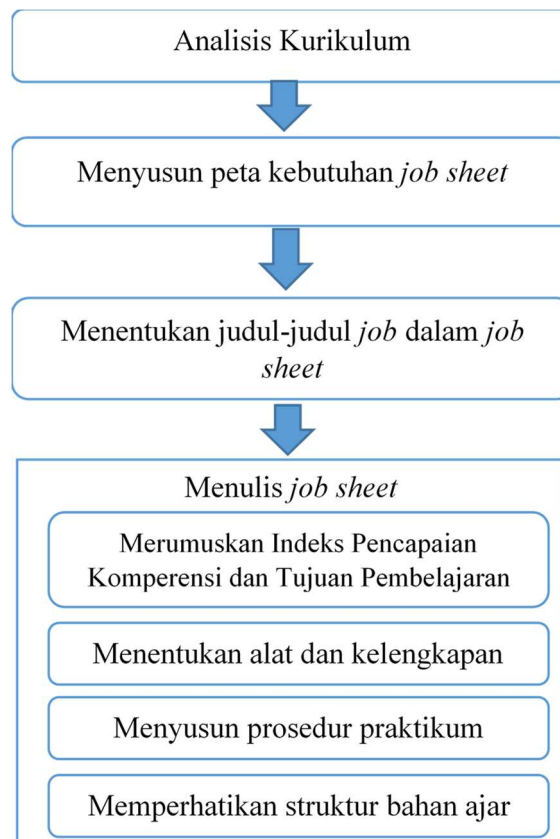 Analisis Kurikulum
Menyusun peta kebutuhan job sheet
Menentukan judul-judul job dalam job
sheet
Menulis job sheet
Merumuskan Indeks Pencapaian
Komperensi dan Tujuan Pembelajaran
Menentukan alat dan kelengkapan
Menyusun prosedur praktikum
Memperhatikan struktur bahan ajar